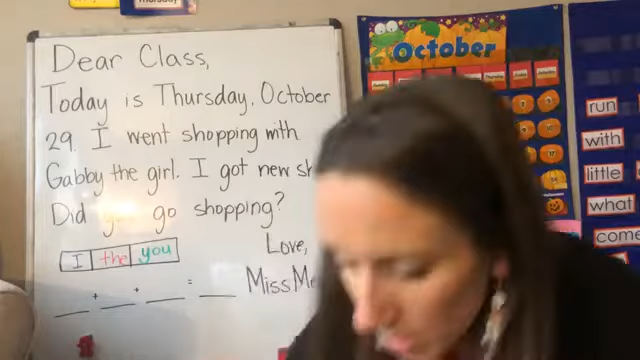 Dear Class,
Today is Thursday, October
29. I went shopping with
Gabby the girl. I got new
Did go shopping?
I the you
Love,
Miss
+ + =
October
run
with
little
what
come